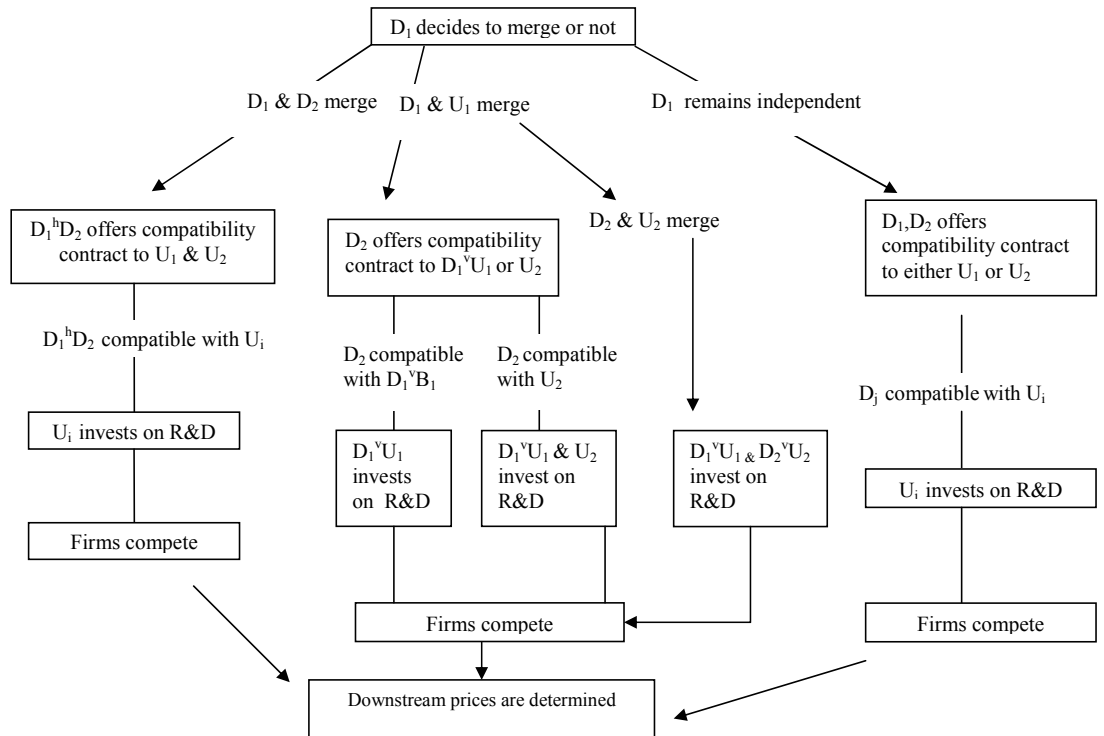 D₁ decides to merge or not
D₁ & D₂ merge
D₁ & U₁ merge
D₁ remains independent
D₁ʰD₂ offers compatibility
contract to U₁ & U₂
D₂ offers compatibility
contract to D₁ᵛU₁ or U₂
D₂ & U₂ merge
D₁,D₂ offers
compatibility contract
to either U₁ or U₂
D₁ʰD₂ compatible with Uᵢ
D₂ compatible
with D₁ᵛB₁
D₂ compatible
with U₂
Dⱼ compatible with Uᵢ
Uᵢ invests on R&D
D₁ᵛU₁
invests
on R&D
D₁ᵛU₁ & U₂
invest on
R&D
D₁ᵛU₁ & D₂ᵛU₂
invest on
R&D
Uᵢ invests on R&D
Firms compete
Firms compete
Firms compete
Downstream prices are determined